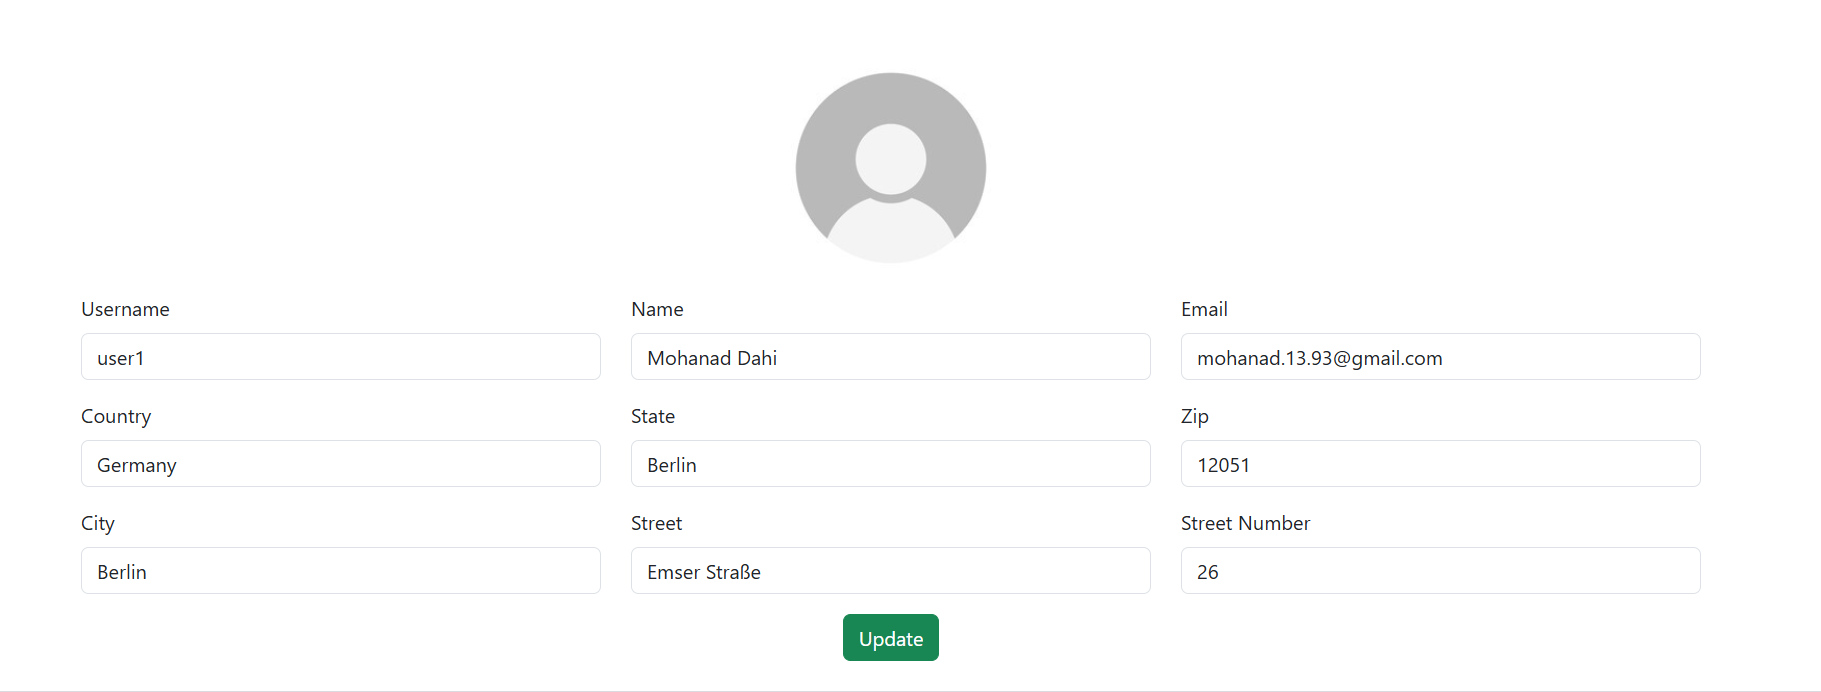 Username Name Email
user1 Mohanad Dahi mohanad.13.93@gmail.com
Country State Zip
Germany Berlin 12051
City Street Street Number
Berlin Emser Straße 26
Update